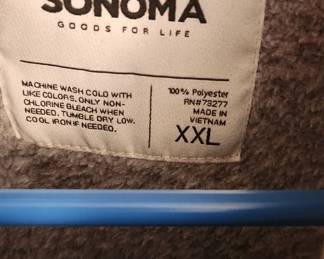 SONOMA
GOODS FOR LIFE
MACHINE WASH COLD WITH
LIKE COLORS. ONLY NON-
CHLORINE BLEACH WHEN
NEEDED. TUMBLE DRY LOW.
COOL IRON IF NEEDED.
100% Polyester
RN#73277
MADE IN
VIETNAM
XXL